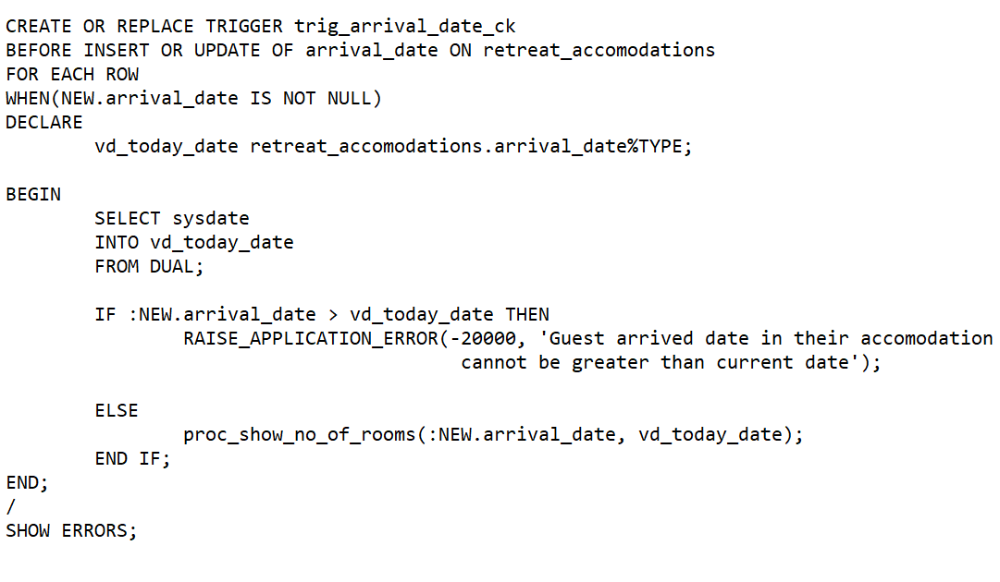 CREATE OR REPLACE TRIGGER trig_arrival_date_ck
BEFORE INSERT OR UPDATE OF arrival_date ON retreat_accomodations
FOR EACH ROW
WHEN(NEW.arrival_date IS NOT NULL)
DECLARE
        vd_today_date retreat_accomodations.arrival_date%TYPE;

BEGIN
        SELECT sysdate
        INTO vd_today_date
        FROM DUAL;

        IF :NEW.arrival_date > vd_today_date THEN
                RAISE_APPLICATION_ERROR(-20000, 'Guest arrived date in their accomodation
                                         cannot be greater than current date');

        ELSE
                proc_show_no_of_rooms(:NEW.arrival_date, vd_today_date);
        END IF;
END;
/
SHOW ERRORS;